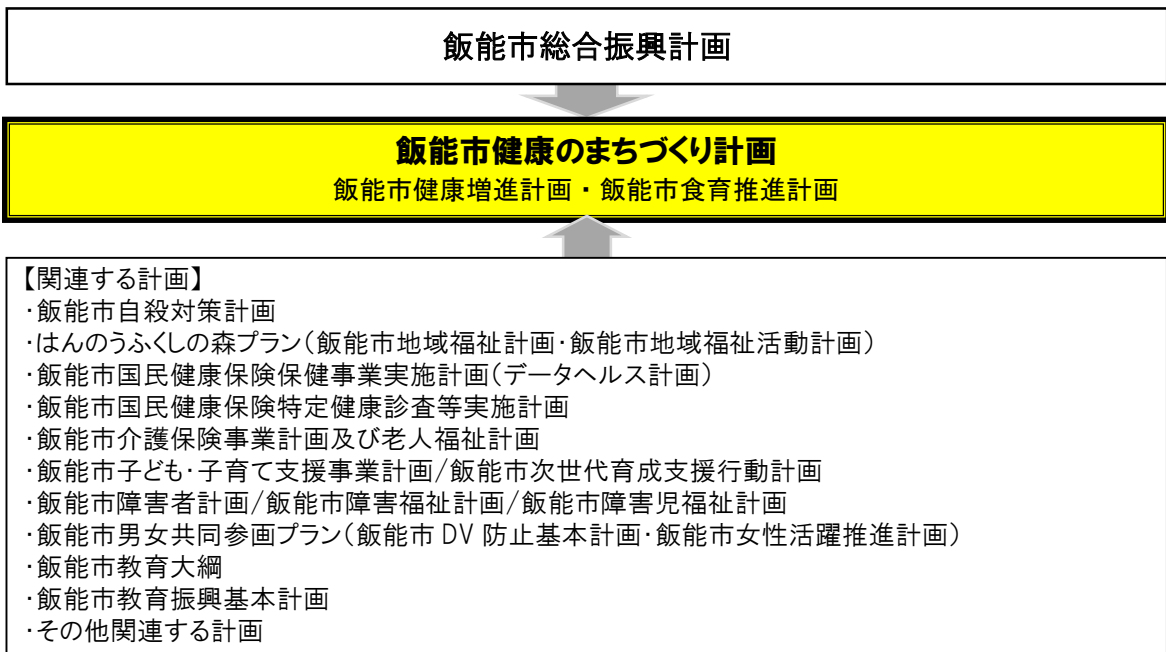 飯能市総合振興計画
飯能市健康のまちづくり計画
飯能市健康増進計画・飯能市食育推進計画
【関連する計画】
・飯能市自殺対策計画
・はんのうふくしの森プラン（飯能市地域福祉計画・飯能市地域福祉活動計画）
・飯能市国民健康保険保健事業実施計画（データヘルス計画）
・飯能市国民健康保険特定健康診査等実施計画
・飯能市介護保険事業計画及び老人福祉計画
・飯能市子ども・子育て支援事業計画/飯能市次世代育成支援行動計画
・飯能市障害者計画/飯能市障害福祉計画/飯能市障害児福祉計画
・飯能市男女共同参画プラン（飯能市 DV 防止基本計画・飯能市女性活躍推進計画）
・飯能市教育大綱
・飯能市教育振興基本計画
・その他関連する計画